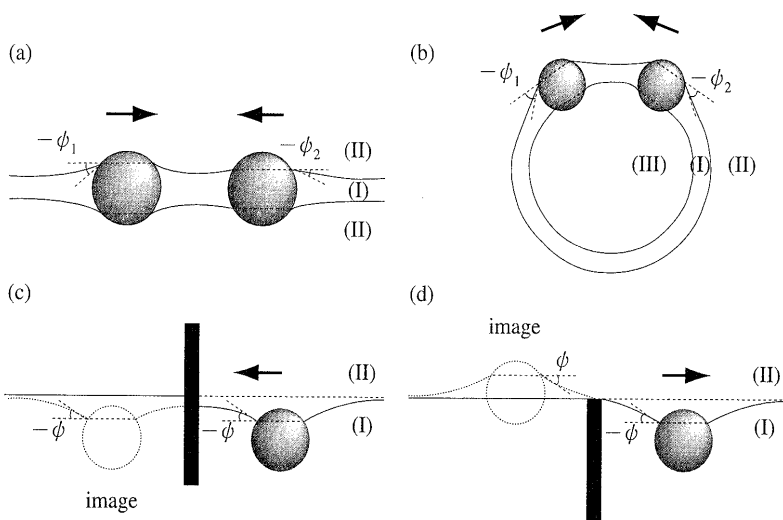 (a)
− ϕ₁
− ϕ₂
(II)
(I)
(II)
(b)
− ϕ₁
− ϕ₂
(III)
(I)
(II)
(c)
(II)
− ϕ
− ϕ
(I)
image
(d)
image
ϕ
(II)
− ϕ
(I)